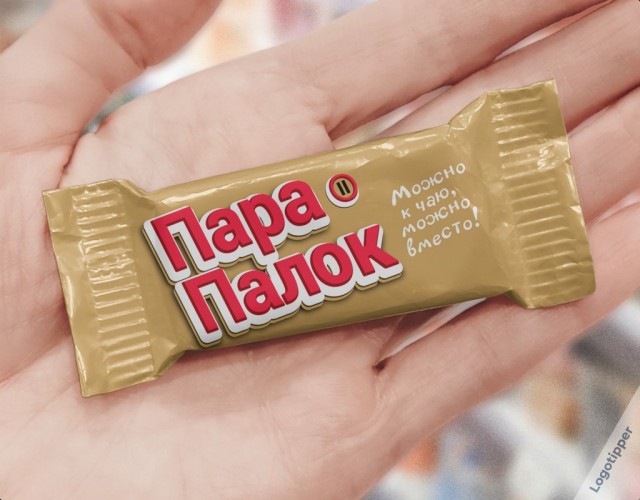 Пара
Палок
Можно
к чаю,
можно
вместо!
Logotipper